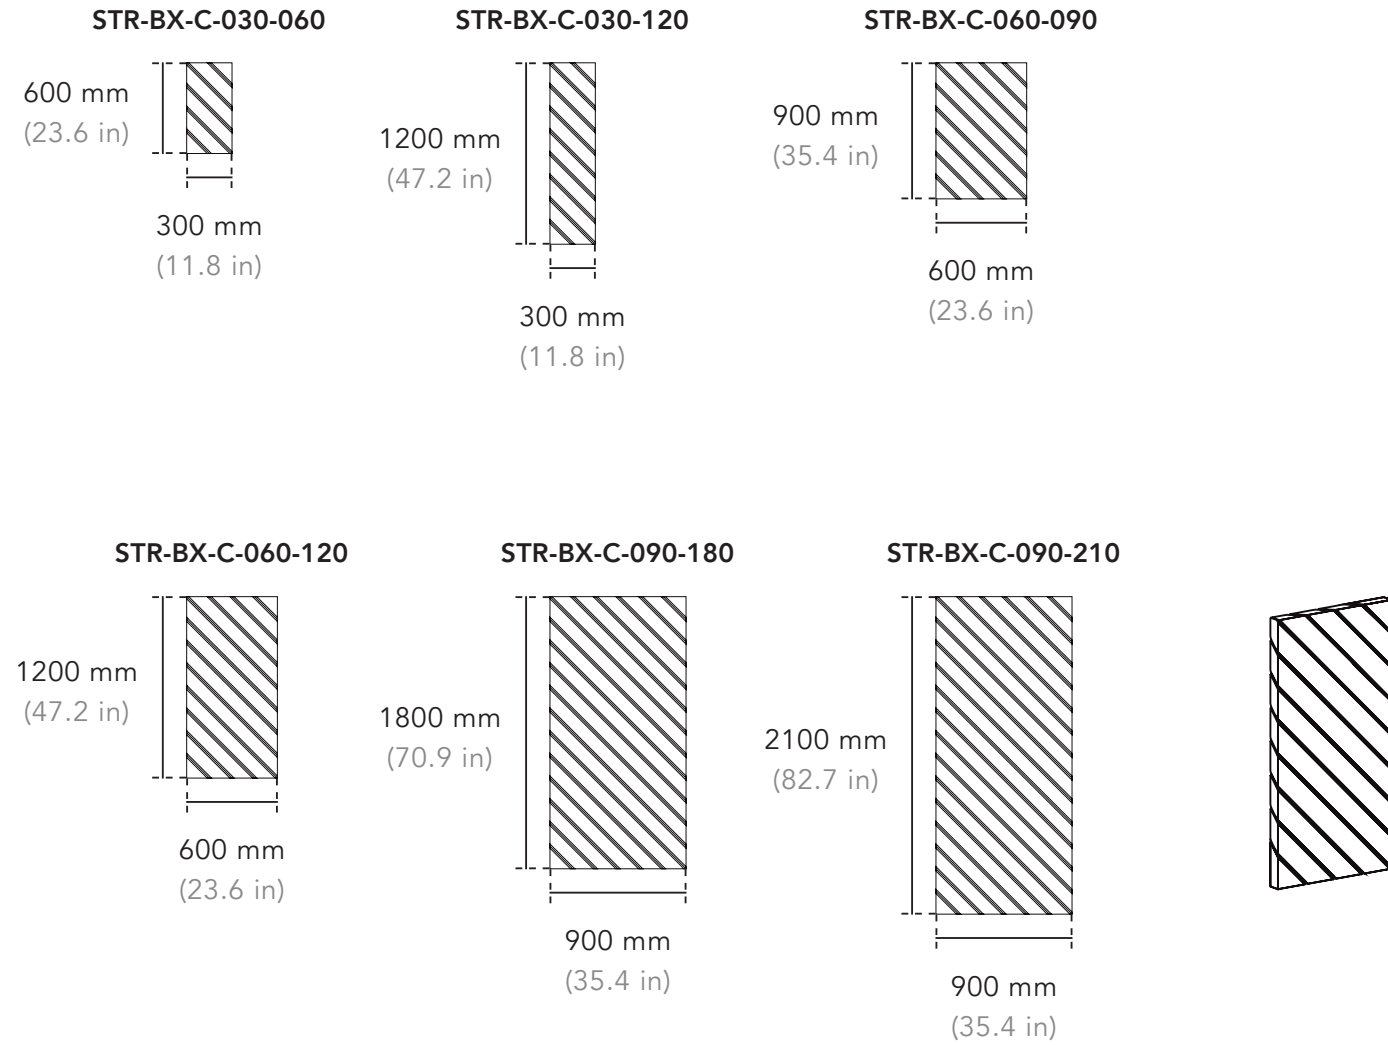 STR-BX-C-030-060
600 mm
(23.6 in)
300 mm
(11.8 in)
STR-BX-C-030-120
1200 mm
(47.2 in)
300 mm
(11.8 in)
STR-BX-C-060-090
900 mm
(35.4 in)
600 mm
(23.6 in)
STR-BX-C-060-120
1200 mm
(47.2 in)
600 mm
(23.6 in)
STR-BX-C-090-180
1800 mm
(70.9 in)
900 mm
(35.4 in)
STR-BX-C-090-210
2100 mm
(82.7 in)
900 mm
(35.4 in)